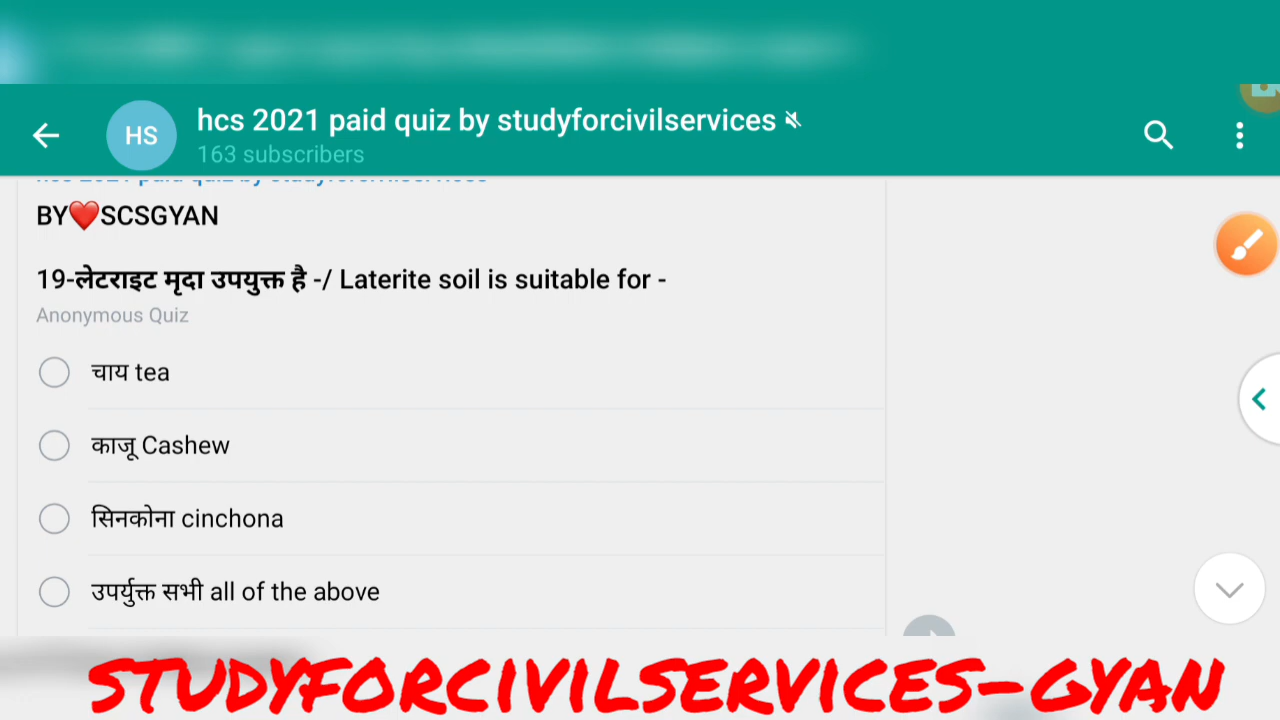 HS
hcs 2021 paid quiz by studyforcivilservices
163 subscribers
BY❤️SCSGYAN
19-लेटराइट मृदा उपयुक्त है -/ Laterite soil is suitable for -
Anonymous Quiz
चाय tea
काजू Cashew
सिनकोना cinchona
उपर्युक्त सभी all of the above
STUDYFORCIVILSERVICES-GYAN